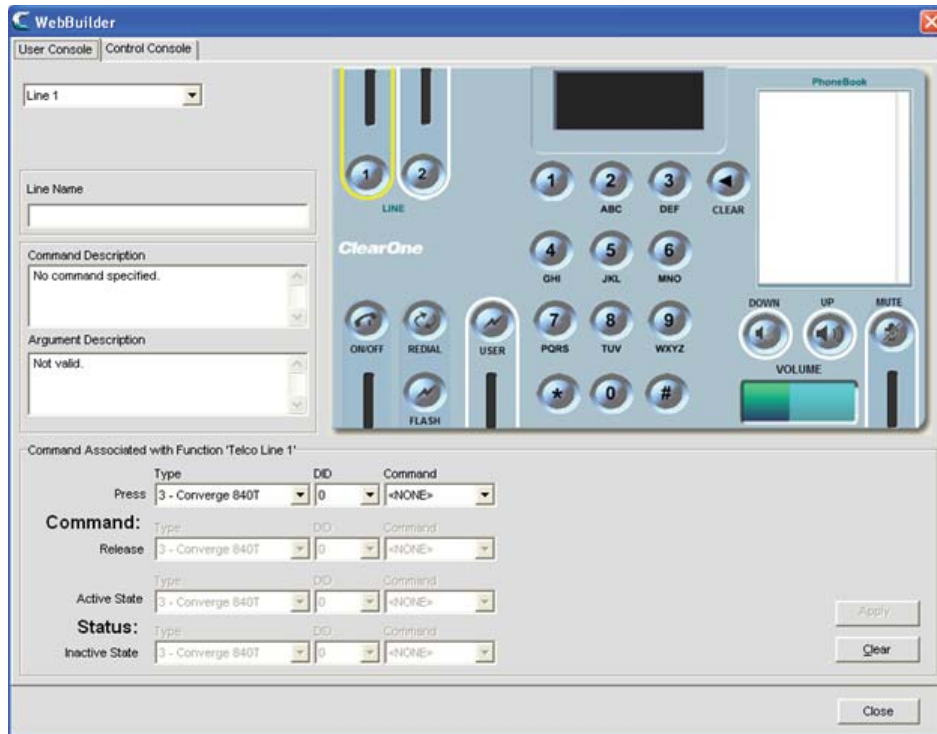 WebBuilder
User Console
Control Console
Line 1
Line Name
Command Description
No command specified.
Argument Description
Not valid.
PhoneBook
1
2
LINE
1
2
3
ABC
DEF
CLEAR
ClearOne
4
5
6
GHI
JKL
MNO
DOWN
UP
MUTE
7
8
9
ON/OFF
REDIAL
USER
PQRS
TUV
WXYZ
VOLUME
*
0
#
FLASH
Command Associated with Function 'Telco Line 1'
Type DID Command
Press 3 - Converge 840T 0 <NONE>
Command:
Type DID Command
Release 3 - Converge 840T 0 <NONE>
Type DID Command
Active State 3 - Converge 840T 0 <NONE>
Status:
Type DID Command
Inactive State 3 - Converge 840T 0 <NONE>
Apply
Clear
Close